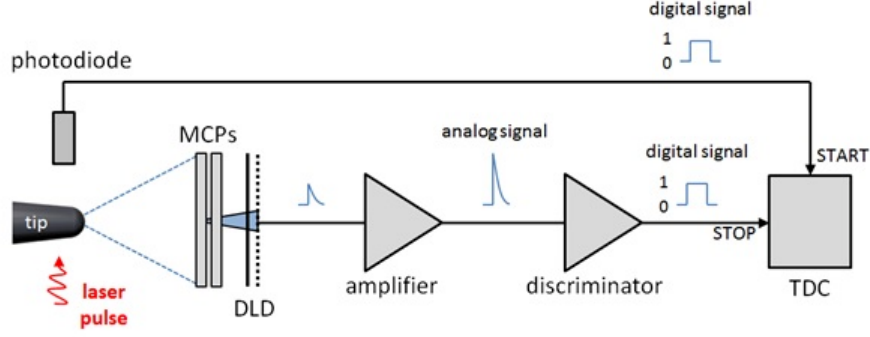 digital signal
1
0
photodiode
MCPs
analog signal
digital signal
1
0
START
tip
STOP
laser
pulse
DLD
amplifier
discriminator
TDC